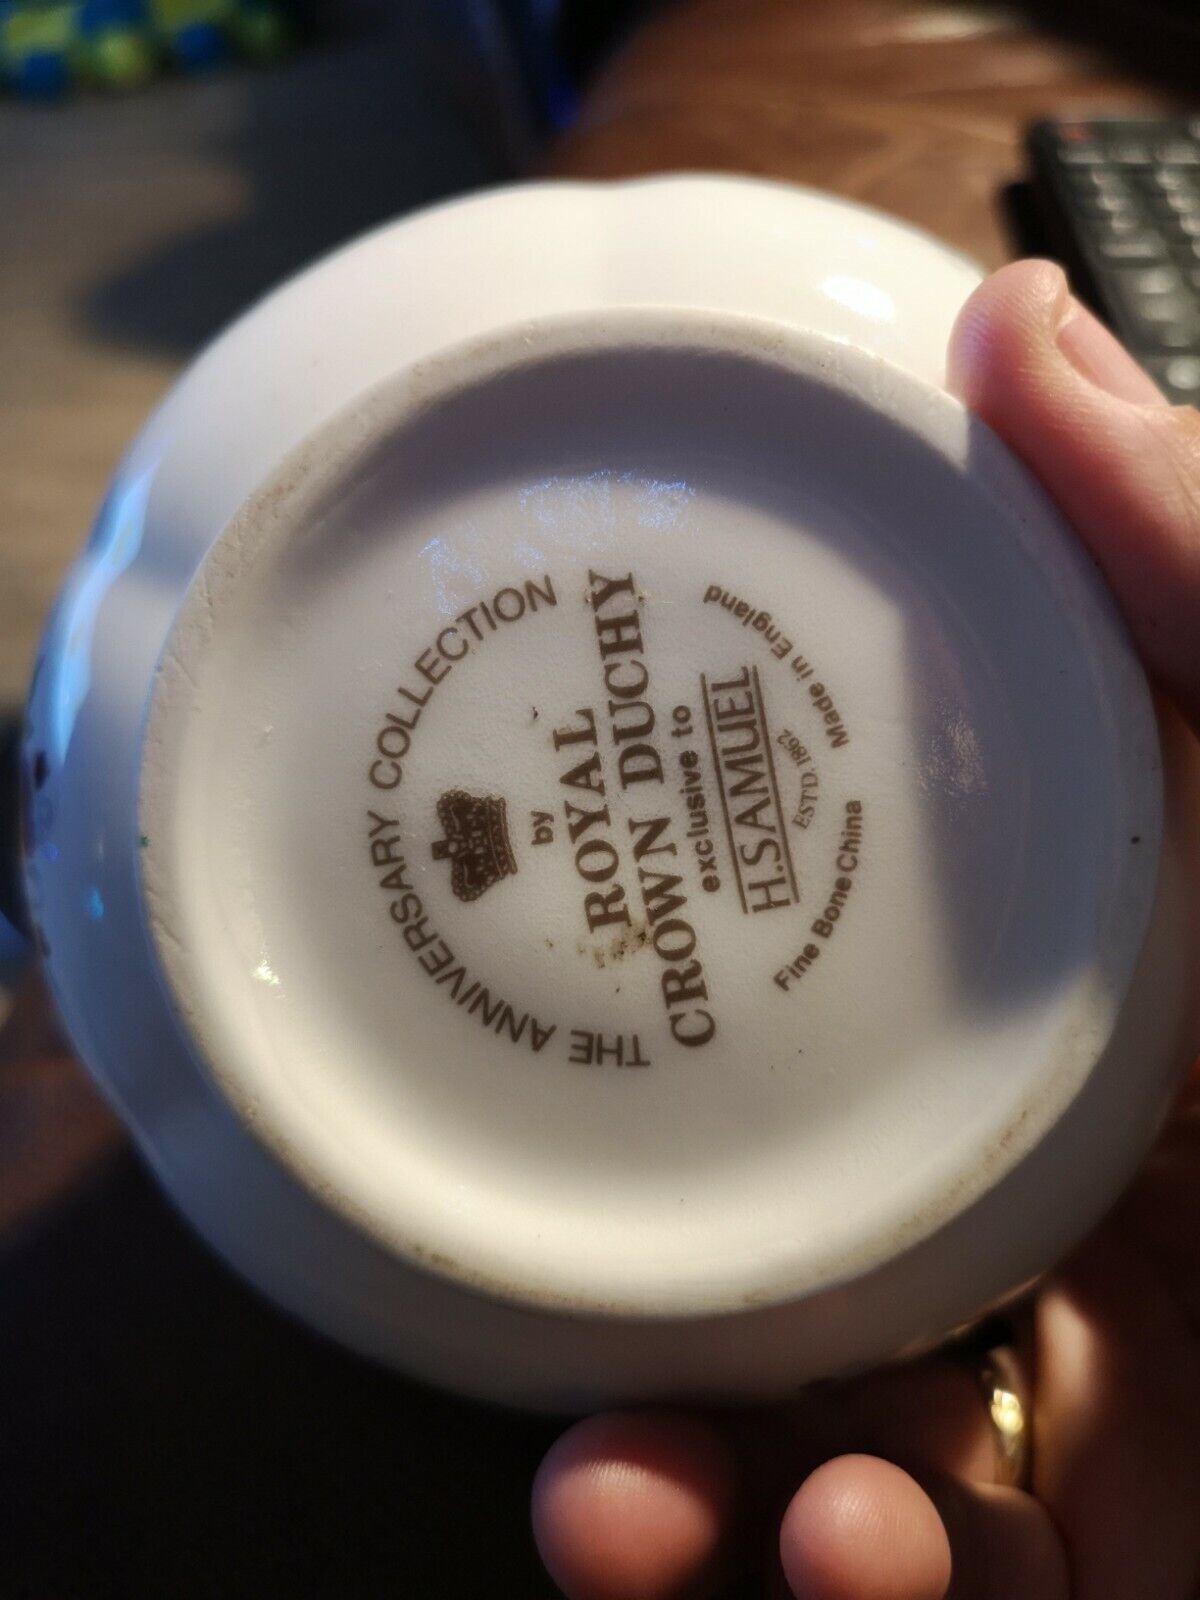 THE ANNIVERSARY COLLECTION
by
ROYAL
CROWN DUCHY
exclusive to
H.SAMUEL
ESTD.1862
Fine Bone China
Made in England